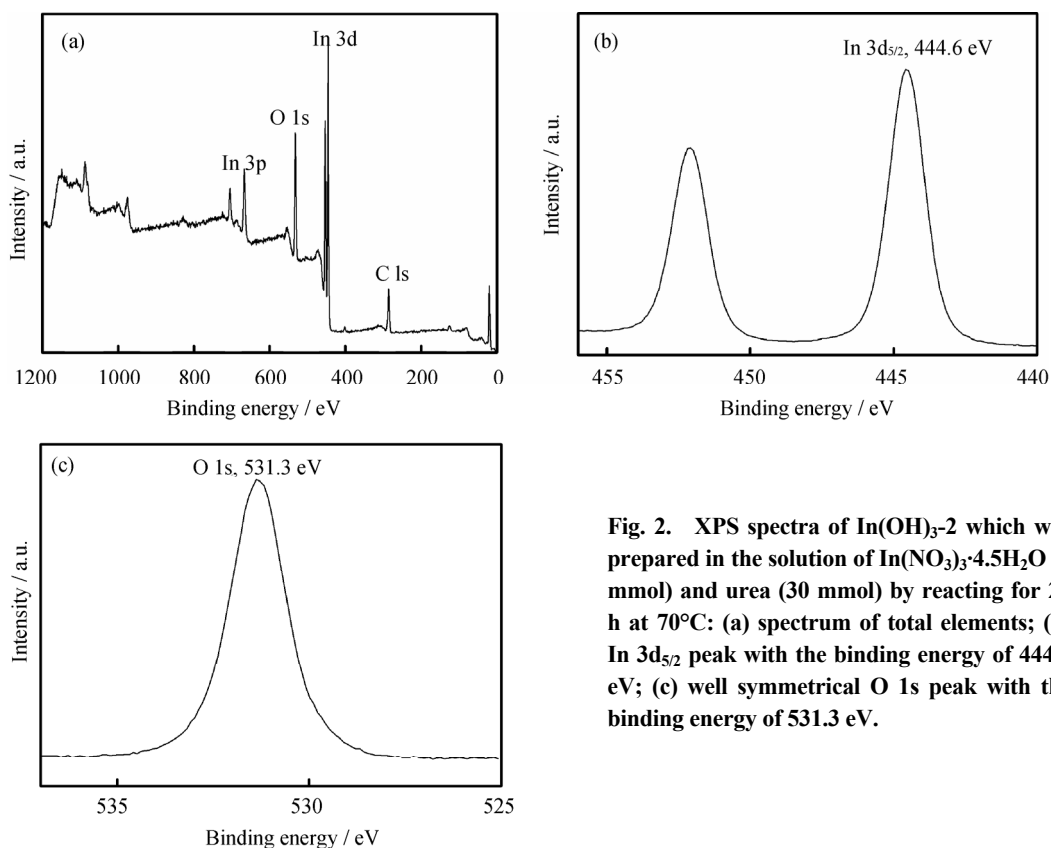 (a)
In 3d
O 1s
In 3p
C 1s
Intensity / a.u.
1200 1000 800 600 400 200 0
Binding energy / eV
(b)
In 3d5/2, 444.6 eV
Intensity / a.u.
455 450 445 440
Binding energy / eV
(c)
O 1s, 531.3 eV
Intensity / a.u.
535 530 525
Binding energy / eV
Fig. 2. XPS spectra of In(OH)₃-2 which w
prepared in the solution of In(NO₃)₃·4.5H₂O
mmol) and urea (30 mmol) by reacting for 2
h at 70°C: (a) spectrum of total elements; (
In 3d5/2 peak with the binding energy of 444
eV; (c) well symmetrical O 1s peak with th
binding energy of 531.3 eV.